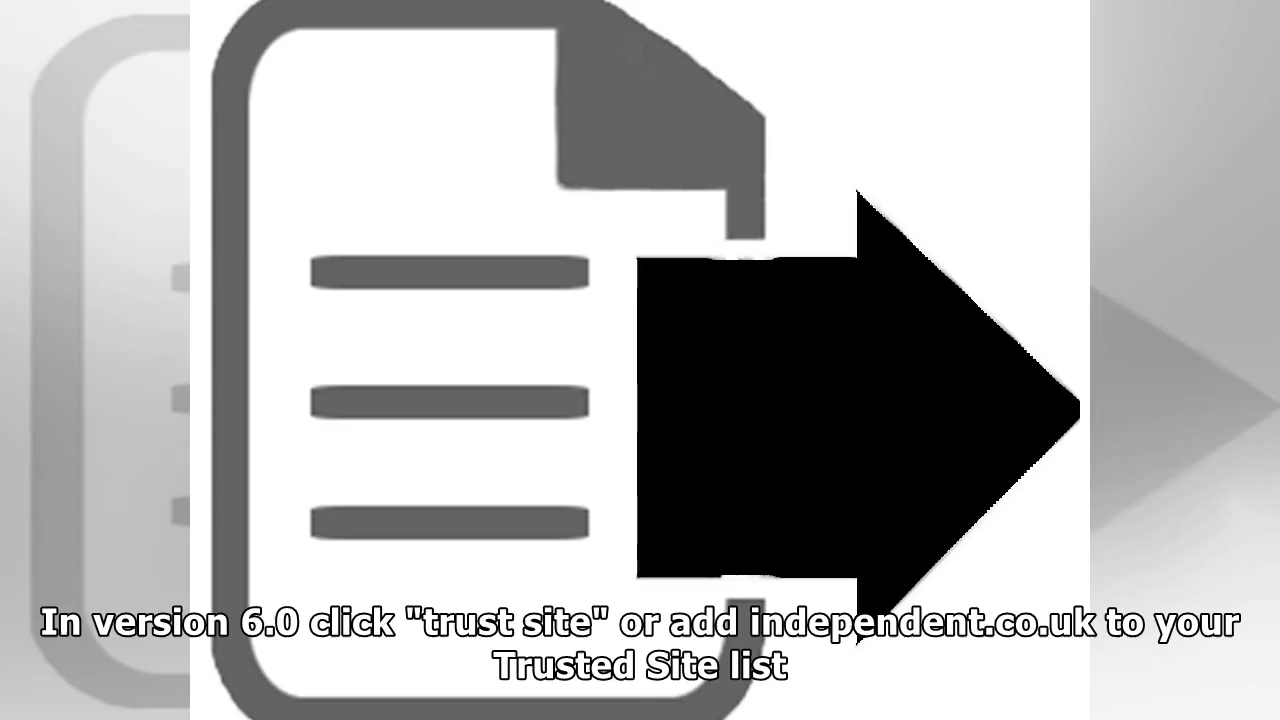 In version 6.0 click "trust site" or add independent.co.uk to your
Trusted Site list